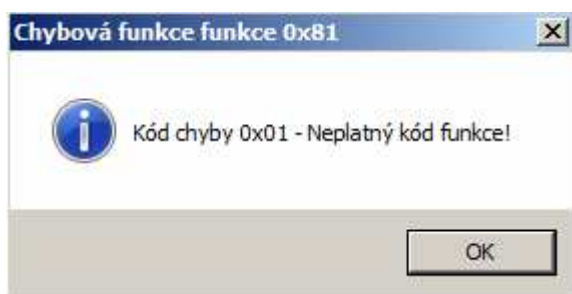 Chybová funkce funkce 0x81
Kód chyby 0x01 - Neplatný kód funkce!
OK